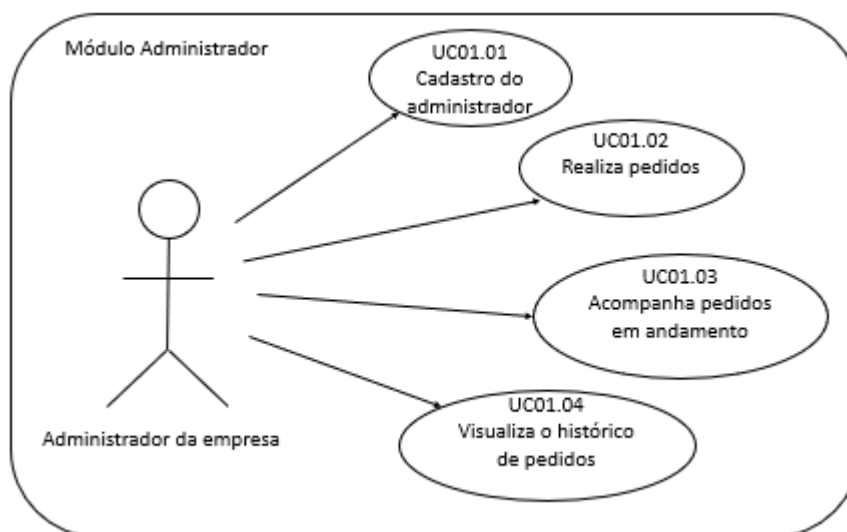 Módulo Administrador
UC01.01
Cadastro do
administrador
UC01.02
Realiza pedidos
UC01.03
Acompanha pedidos
em andamento
UC01.04
Visualiza o histórico
de pedidos
Administrador da empresa